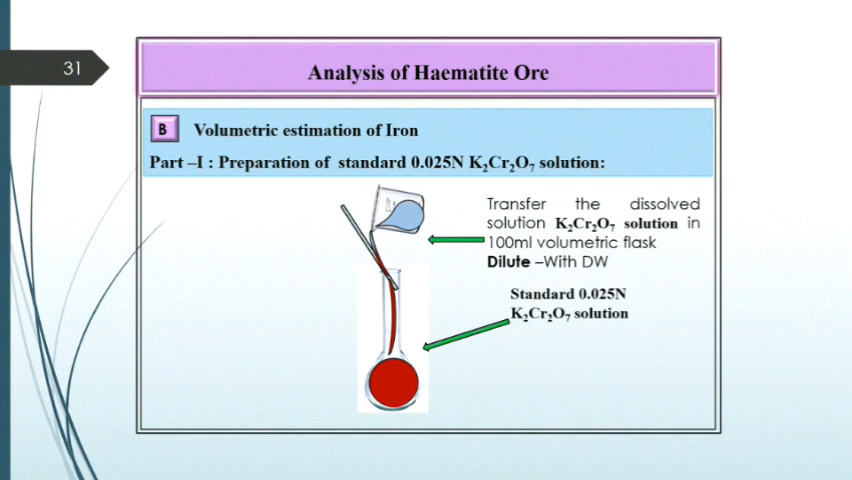 31
Analysis of Haematite Ore
B Volumetric estimation of Iron
Part –I : Preparation of standard 0.025N K₂Cr₂O₇ solution:
Transfer the dissolved
solution K₂Cr₂O₇ solution in
100ml volumetric flask
Dilute –With DW
Standard 0.025N
K₂Cr₂O₇ solution